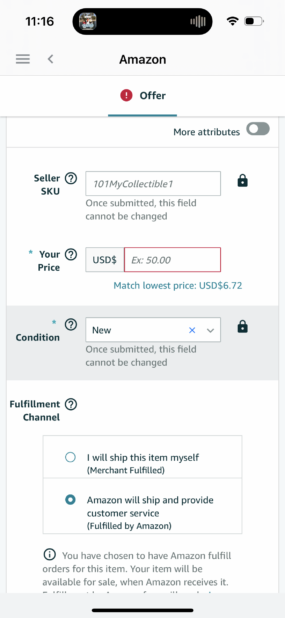 11:16
Amazon
Offer
More attributes
Seller
SKU
101MyCollectible1
Once submitted, this field
cannot be changed
* Your
Price
USD$
Ex: 50.00
Match lowest price: USD$6.72
*
Condition
New
Once submitted, this field
cannot be changed
Fulfillment
Channel
I will ship this item myself
(Merchant Fulfilled)
Amazon will ship and provide
customer service
(Fulfilled by Amazon)
You have chosen to have Amazon fulfill
orders for this item. Your item will be
available for sale, when Amazon receives it.